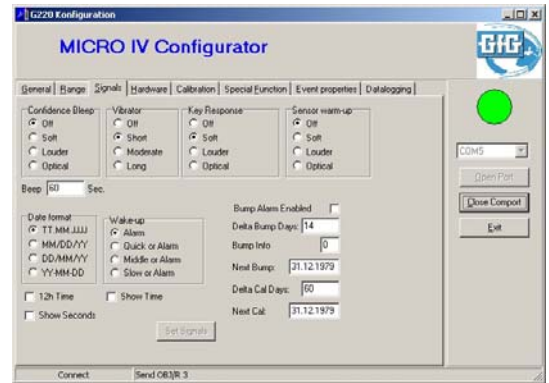 G220 Konfiguration
MICRO IV Configurator
GfG
General Range Signals Hardware Calibration Special Function Event properties Datalogging
Confidence Bleep
Off
Soft
Louder
Optical
Vibrator
Off
Short
Moderate
Long
Key Response
Off
Soft
Louder
Optical
Sensor warm-up
Off
Soft
Louder
Optical
Beep 60 Sec.
Date format
TT.MM.JJJJ
MM/DD/YY
DD/MM/YY
YY-MM-DD
Wake-up
Alarm
Quick or Alarm
Middle or Alarm
Slow or Alarm
Bump Alarm Enabled
Delta Bump Days: 14
Bump Info 0
Next Bump: 31.12.1979
Delta Cal Days: 60
Next Cal: 31.12.1979
12h Time
Show Time
Show Seconds
Set Signals
COM5
Open Port
Close Comport
Exit
Connect
Send OBJ/R 3